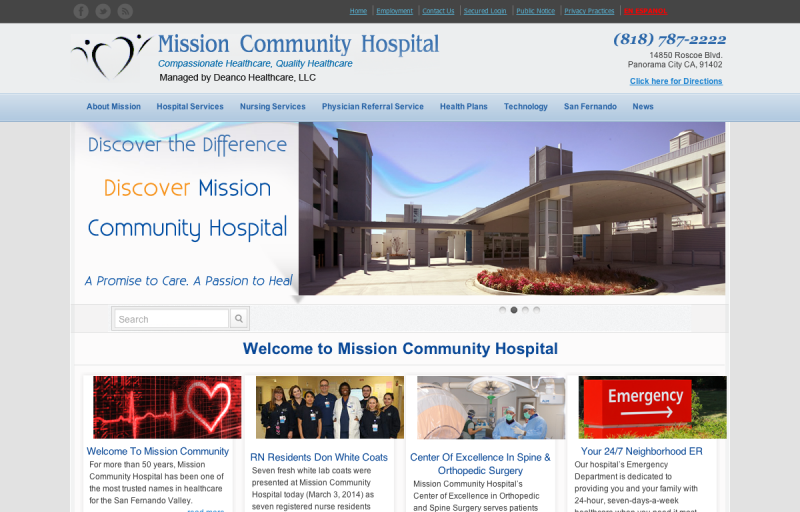 Home Employment Contact Us Secured Login Public Notice Privacy Practices
Mission Community Hospital
Compassionate Healthcare, Quality Healthcare
Managed by Deanco Healthcare, LLC
(818) 787-2222
14850 Roscoe Blvd.
Panorama City CA, 91402
Click here for Directions
About Mission Hospital Services Nursing Services Physician Referral Service Health Plans Technology San Fernando News
Discover the Difference
Discover Mission
Community Hospital
A Promise to Care. A Passion to Heal
Search
Welcome to Mission Community Hospital
Welcome To Mission Community
For more than 50 years, Mission
Community Hospital has been one of
the most trusted names in healthcare
for the San Fernando Valley.
read more
RN Residents Don White Coats
Seven fresh white lab coats were
presented at Mission Community
Hospital today (March 3, 2014) as
seven registered nurse residents
Center Of Excellence In Spine &
Orthopedic Surgery
Mission Community Hospital's
Center of Excellence in Orthopedic
and Spine Surgery serves patients
Emergency
Your 24/7 Neighborhood ER
Our hospital's Emergency
Department is dedicated to
providing you and your family with
24-hour, seven-days-a-week
healthcare when you need it most